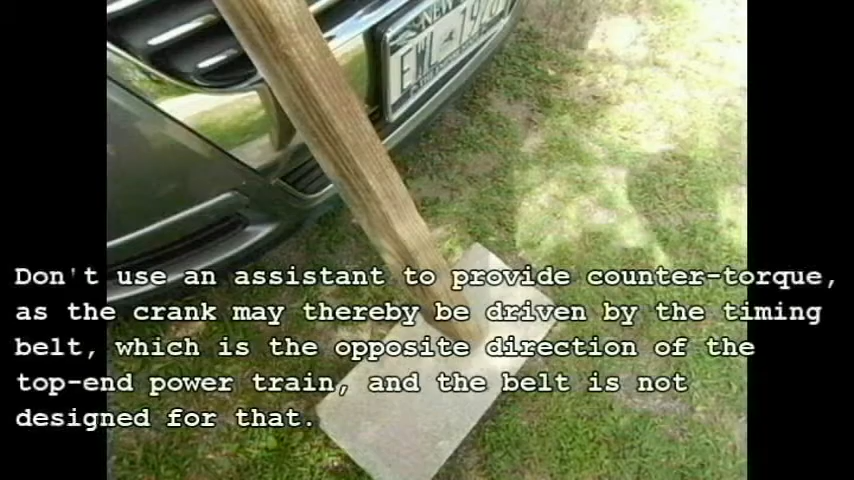 NEW
Don't use an assistant to provide counter-torque,
as the crank may thereby be driven by the timing
belt, which is the opposite direction of the
top-end power train, and the belt is not
designed for that.